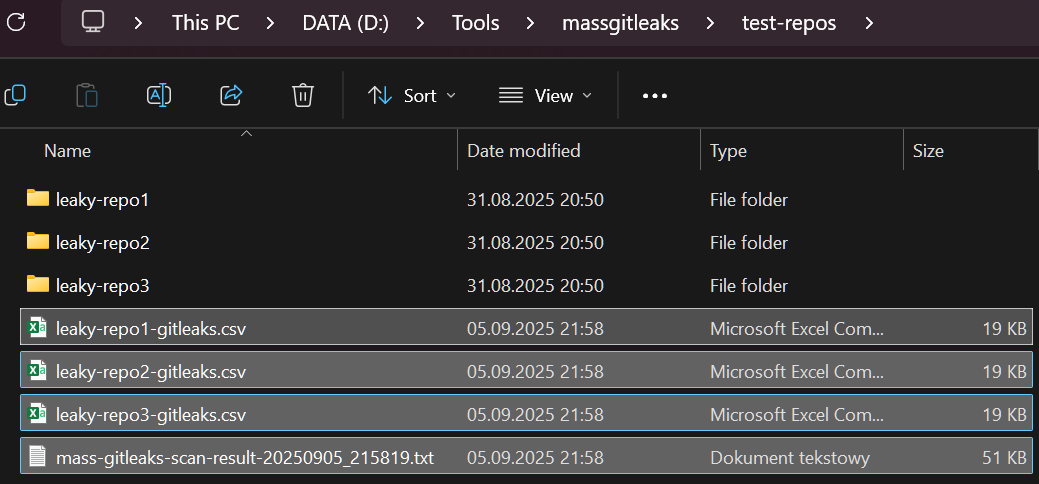 This PC > DATA (D:) > Tools > massgitleaks > test-repos >
Sort View •••
Name Date modified Type Size
leaky-repo1 31.08.2025 20:50 File folder
leaky-repo2 31.08.2025 20:50 File folder
leaky-repo3 31.08.2025 20:50 File folder
leaky-repo1-gitleaks.csv 05.09.2025 21:58 Microsoft Excel Com... 19 KB
leaky-repo2-gitleaks.csv 05.09.2025 21:58 Microsoft Excel Com... 19 KB
leaky-repo3-gitleaks.csv 05.09.2025 21:58 Microsoft Excel Com... 19 KB
mass-gitleaks-scan-result-20250905_215819.txt 05.09.2025 21:58 Dokument tekstowy 51 KB